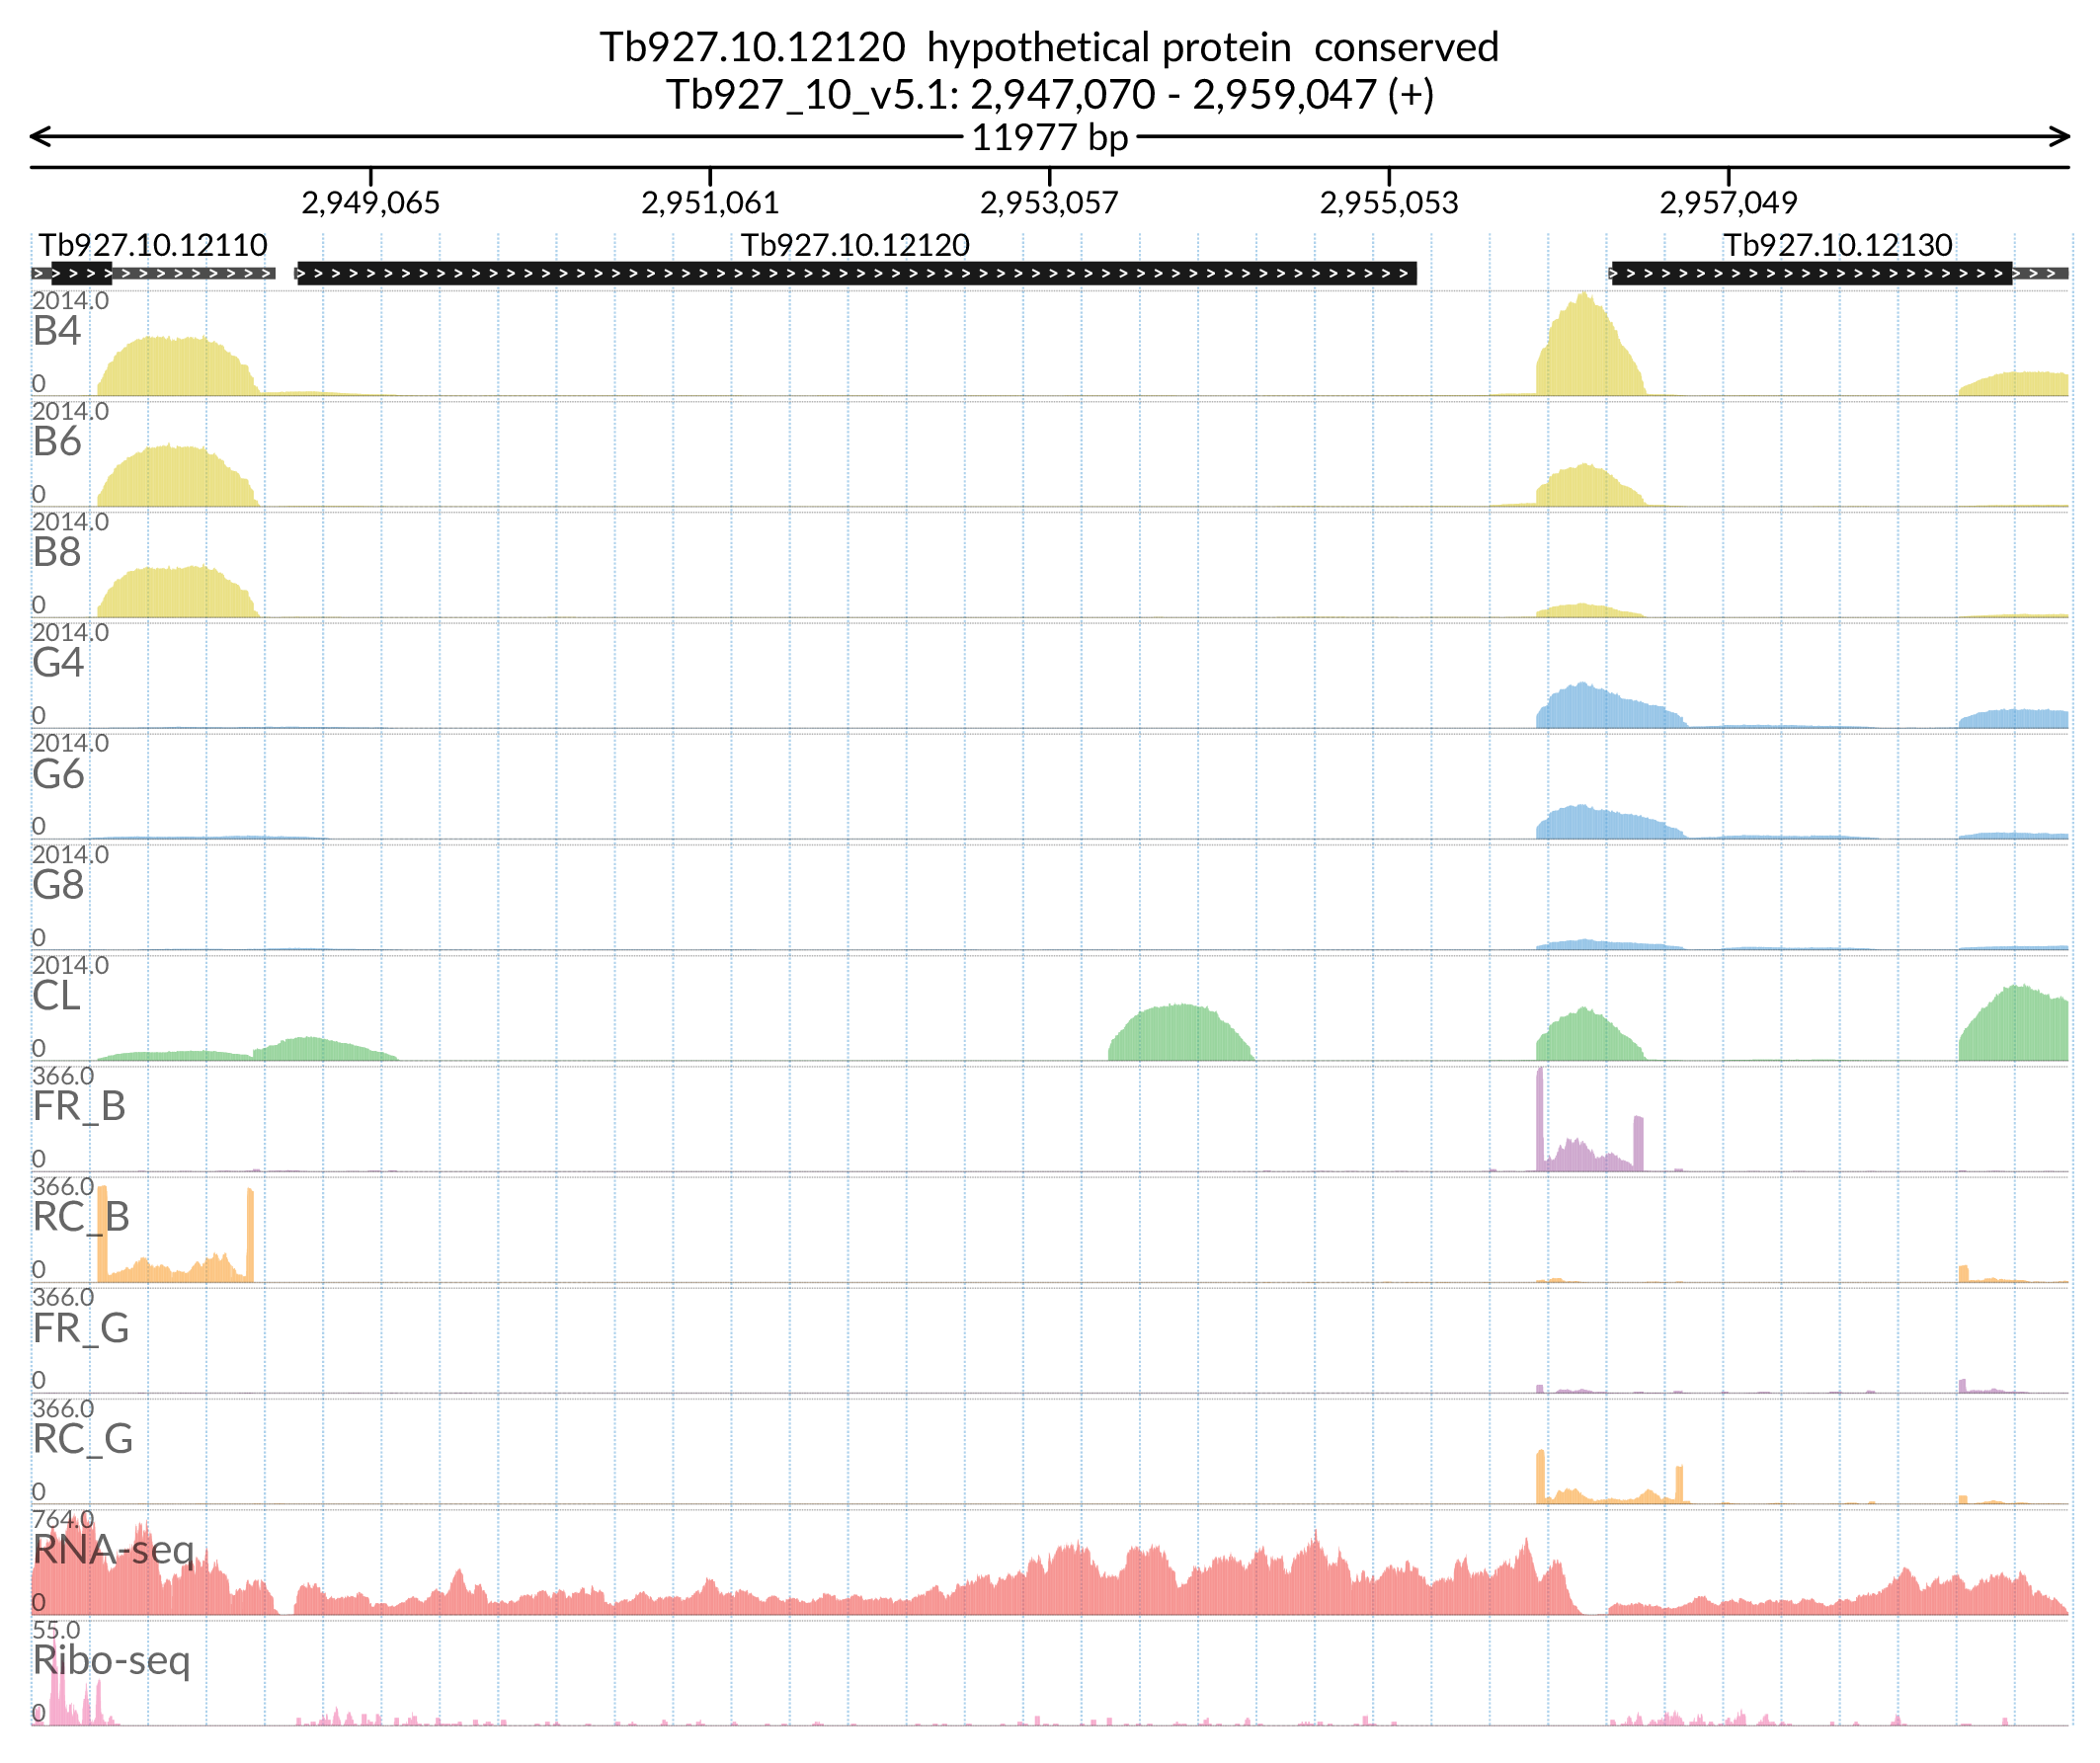 Tb927.10.12120 hypothetical protein conserved
Tb927_10_v5.1: 2,947,070 - 2,959,047 (+)
11977 bp
2,949,065 2,951,061 2,953,057 2,955,053 2,957,049
Tb927.10.12110 Tb927.10.12120 Tb927.10.12130
2014.0
B4
0
2014.0
B6
0
2014.0
B8
0
2014.0
G4
0
2014.0
G6
0
2014.0
G8
0
2014.0
CL
0
366.0
FR_B
0
366.0
RC_B
0
366.0
FR_G
0
366.0
RC_G
0
764.0
RNA-seq
0
55.0
Ribo-seq
0